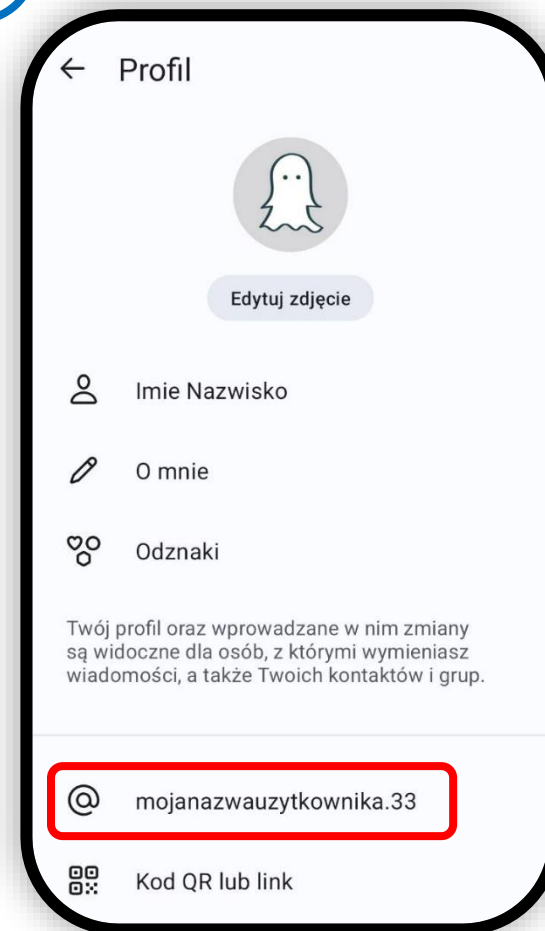 Profil
Edytuj zdjęcie
Imie Nazwisko
O mnie
Odznaki
Twój profil oraz wprowadzane w nim zmiany
są widoczne dla osób, z którymi wymieniasz
wiadomości, a także Twoich kontaktów i grup.
mojanazwauzytkownika.33
Kod QR lub link